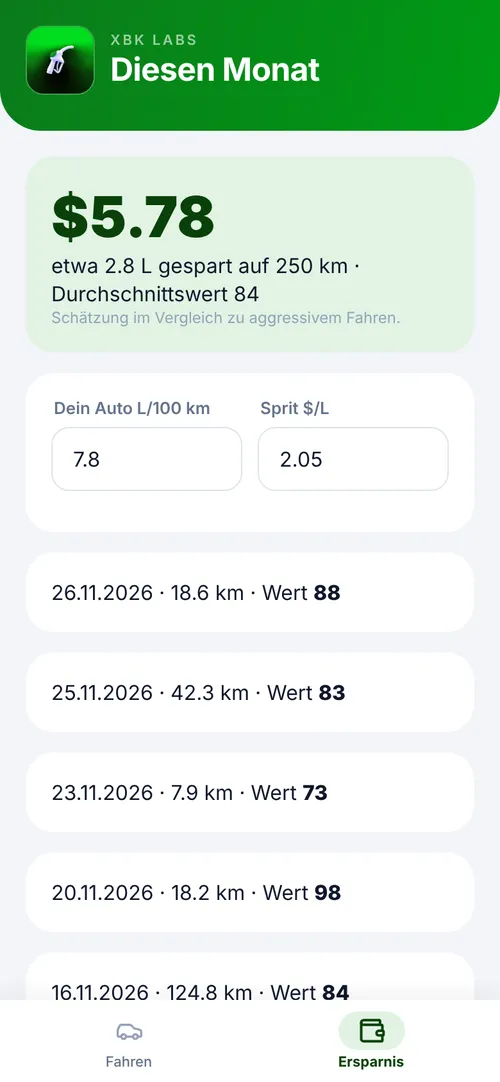 XBK LABS
Diesen Monat
$5.78
etwa 2.8 L gespart auf 250 km ·
Durchschnittswert 84
Schätzung im Vergleich zu aggressivem Fahren.
Dein Auto L/100 km
Sprit $/L
7.8
2.05
26.11.2026 · 18.6 km · Wert 88
25.11.2026 · 42.3 km · Wert 83
23.11.2026 · 7.9 km · Wert 73
20.11.2026 · 18.2 km · Wert 98
16.11.2026 · 124.8 km · Wert 84
Fahren
Ersparnis